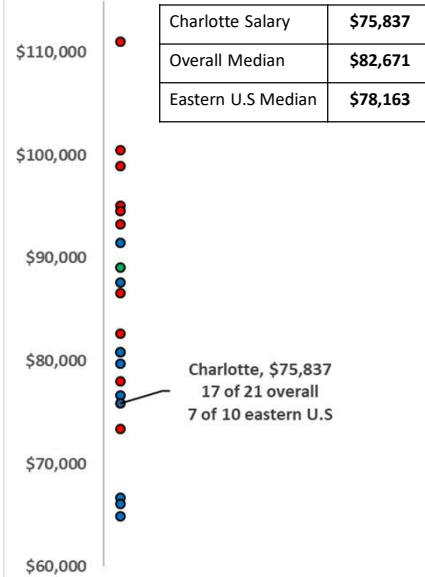 Charlotte Salary $75,837
Overall Median $82,671
Eastern U.S Median $78,163
$110,000
$100,000
$90,000
$80,000
Charlotte, $75,837
17 of 21 overall
7 of 10 eastern U.S
$70,000
$60,000